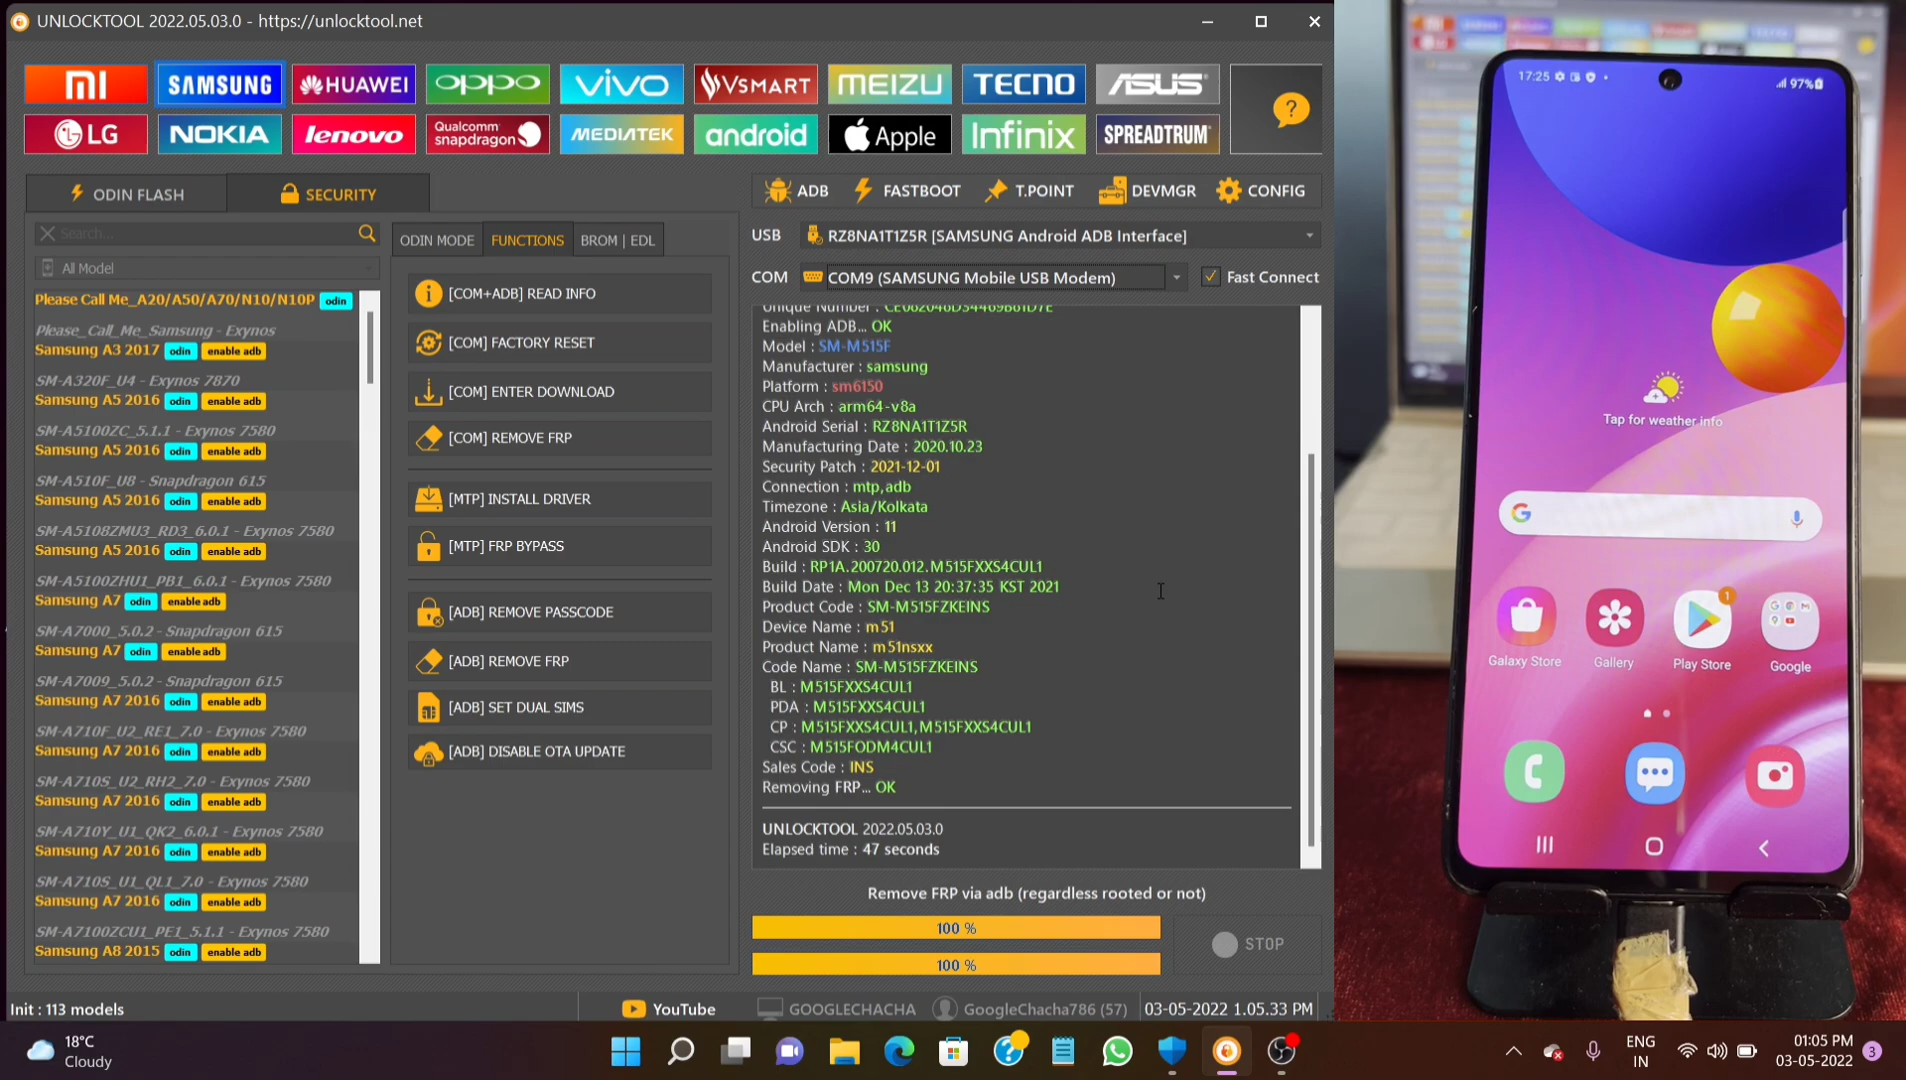 UNLOCKTOOL 2022.05.03.0 - https://unlocktool.net
SAMSUNG
HUAWEI
oppo
vivo
VSMART
MEIZU
TECNO
ASUS
?
LG
NOKIA
lenovo
Qualcomm snapdragon
MEDIATEK
android
Apple
Infinix
SPREADTRUM
ODIN FLASH
SECURITY
ADB
FASTBOOT
T.POINT
DEVMGR
CONFIG
Search...
All Model
ODIN MODE
FUNCTIONS
BROM | EDL
USB RZ8NA1T1Z5R [SAMSUNG Android ADB Interface]
COM COM9 (SAMSUNG Mobile USB Modem)
Fast Connect
Please Call Me_A20/A50/A70/N10/N10P odin
Please_Call_Me_Samsung - Exynos
Samsung A3 2017 odin enable adb
SM-A320F_U4 - Exynos 7870
Samsung A5 2016 odin enable adb
SM-A5100ZC_5.1.1 - Exynos 7580
Samsung A5 2016 odin enable adb
SM-A510F_U8 - Snapdragon 615
Samsung A5 2016 odin enable adb
SM-A5108ZMU3_RD3_6.0.1 - Exynos 7580
Samsung A5 2016 odin enable adb
SM-A5100ZHU1_PB1_6.0.1 - Exynos 7580
Samsung A7 odin enable adb
SM-A7000_5.0.2 - Snapdragon 615
Samsung A7 odin enable adb
SM-A7009_5.0.2 - Snapdragon 615
Samsung A7 2016 odin enable adb
SM-A710F_U2_RE1_7.0 - Exynos 7580
Samsung A7 2016 odin enable adb
SM-A710S_U2_RH2_7.0 - Exynos 7580
Samsung A7 2016 odin enable adb
SM-A710Y_U1_QK2_6.0.1 - Exynos 7580
Samsung A7 2016 odin enable adb
SM-A710S_U1_QL1_7.0 - Exynos 7580
Samsung A7 2016 odin enable adb
SM-A7100ZCU1_PE1_5.1.1 - Exynos 7580
Samsung A8 2015 odin enable adb
[COM+ADB] READ INFO
[COM] FACTORY RESET
[COM] ENTER DOWNLOAD
[COM] REMOVE FRP
[MTP] INSTALL DRIVER
[MTP] FRP BYPASS
[ADB] REMOVE PASSCODE
[ADB] REMOVE FRP
[ADB] SET DUAL SIMS
[ADB] DISABLE OTA UPDATE
Unique Number : CE062046D34469B61D7E
Enabling ADB... OK
Model : SM-M515F
Manufacturer : samsung
Platform : sm6150
CPU Arch : arm64-v8a
Android Serial : RZ8NA1T1Z5R
Manufacturing Date : 2020.10.23
Security Patch : 2021-12-01
Connection : mtp,adb
Timezone : Asia/Kolkata
Android Version : 11
Android SDK : 30
Build : RP1A.200720.012.M515FXXS4CUL1
Build Date : Mon Dec 13 20:37:35 KST 2021
Product Code : SM-M515FZKEINS
Device Name : m51
Product Name : m51nsxx
Code Name : SM-M515FZKEINS
BL : M515FXXS4CUL1
PDA : M515FXXS4CUL1
CP : M515FXXS4CUL1,M515FXXS4CUL1
CSC : M515FODM4CUL1
Sales Code : INS
Removing FRP... OK
UNLOCKTOOL 2022.05.03.0
Elapsed time : 47 seconds
Remove FRP via adb (regardless rooted or not)
100 %
100 %
STOP
Init : 113 models
YouTube
GOOGLECHACHA
GoogleChacha786 (57)
03-05-2022 1.05.33 PM
18°C
Cloudy
ENG
IN
01:05 PM
03-05-2022
3
17:25
97%
Tap for weather info
G
1
Galaxy Store
Gallery
Play Store
Google